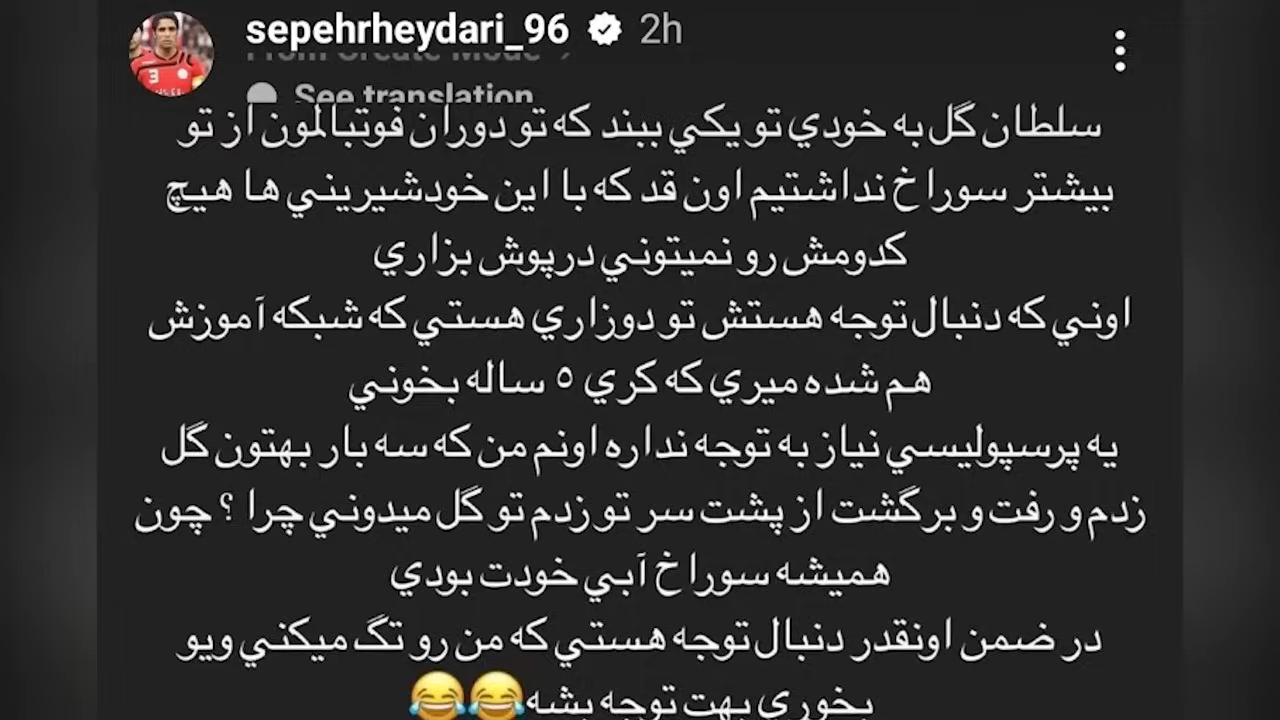 sepehrheydari_96 2h
From Create Mode >
See translation
سلطان گل به خودي تو يكي ببند كه تو دوران فوتبالمون از تو
بيشتر سوراخ نداشتيم اون قد كه با اين خودشيريني ها هيچ
كدومش رو نميتوني درپوش بزاري
اوني كه دنبال توجه هستش تو دوزاري هستي كه شبكه آموزش
هم شده ميري كه كري ٥ ساله بخوني
يه پرسپوليسي نياز به توجه نداره اونم من كه سه بار بهتون گل
زدم و رفت و برگشت از پشت سر تو زدم تو گل ميدوني چرا ؟ چون
هميشه سوراخ آبي خودت بودي
در ضمن اونقدر دنبال توجه هستي كه من رو تگ ميكني ويو
بخوري بهت توجه بشه😂😂